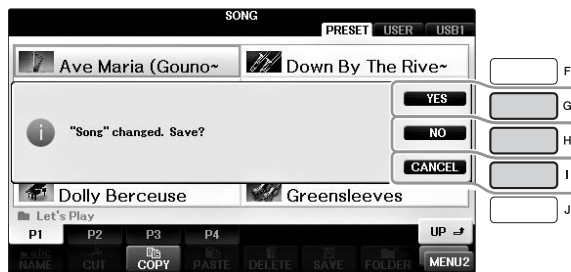 SONG
PRESET USER USB1
Ave Maria (Gouno~ Down By The Rive~
F
YES
G
"Song" changed. Save?
NO
H
CANCEL
I
Dolly Berceuse Greensleeves
J
Let's Play
P1 P2 P3 P4 UP
NAME CUT COPY PASTE DELETE SAVE FOLDER MENU2